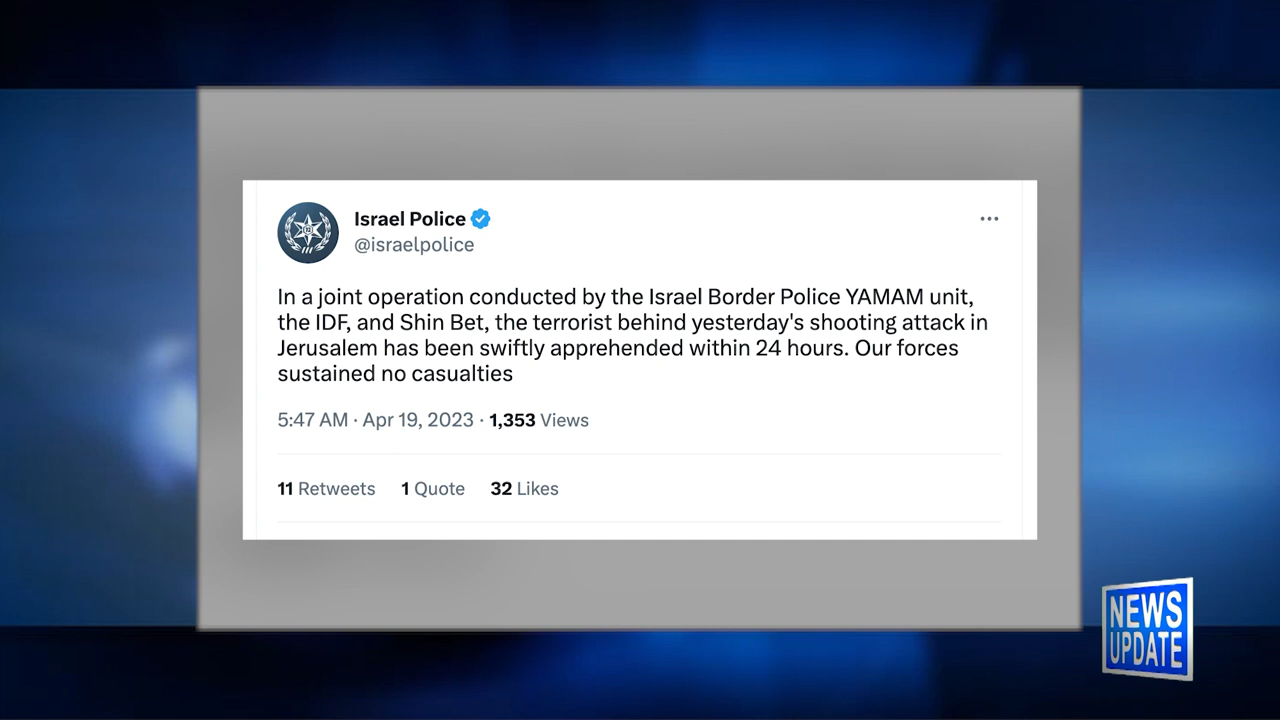 Israel Police
@israelpolice
In a joint operation conducted by the Israel Border Police YAMAM unit,
the IDF, and Shin Bet, the terrorist behind yesterday's shooting attack in
Jerusalem has been swiftly apprehended within 24 hours. Our forces
sustained no casualties
5:47 AM · Apr 19, 2023 · 1,353 Views
11 Retweets 1 Quote 32 Likes
NEWS
UPDATE